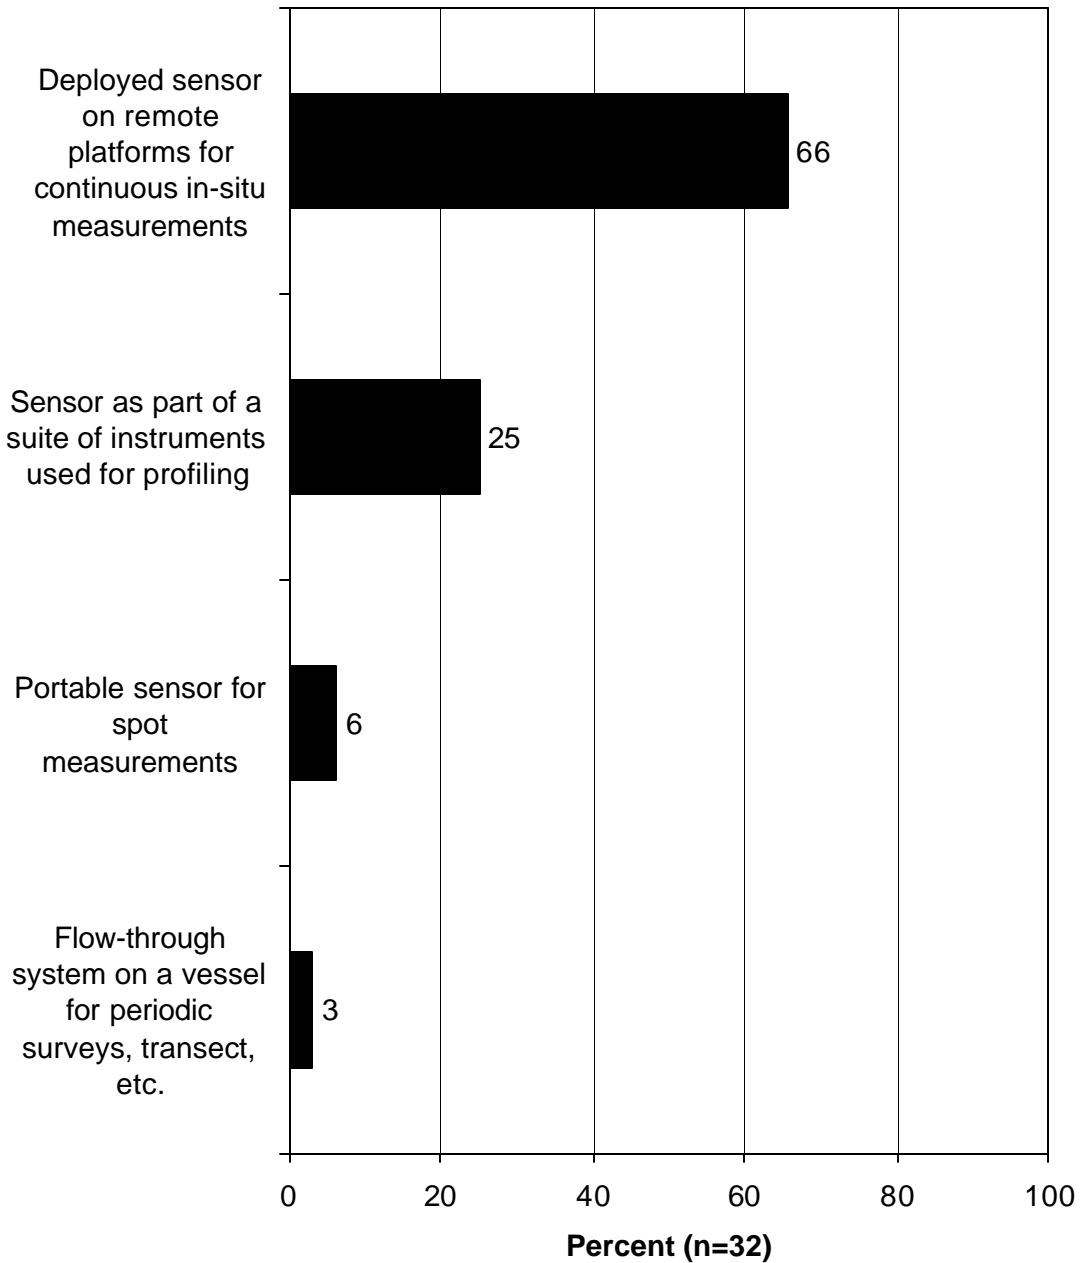 Deployed sensor
on remote
platforms for
continuous in-situ
measurements
66
Sensor as part of a
suite of instruments
used for profiling
25
Portable sensor for
spot
measurements
6
Flow-through
system on a vessel
for periodic
surveys, transect,
etc.
3
0 20 40 60 80 100
Percent (n=32)